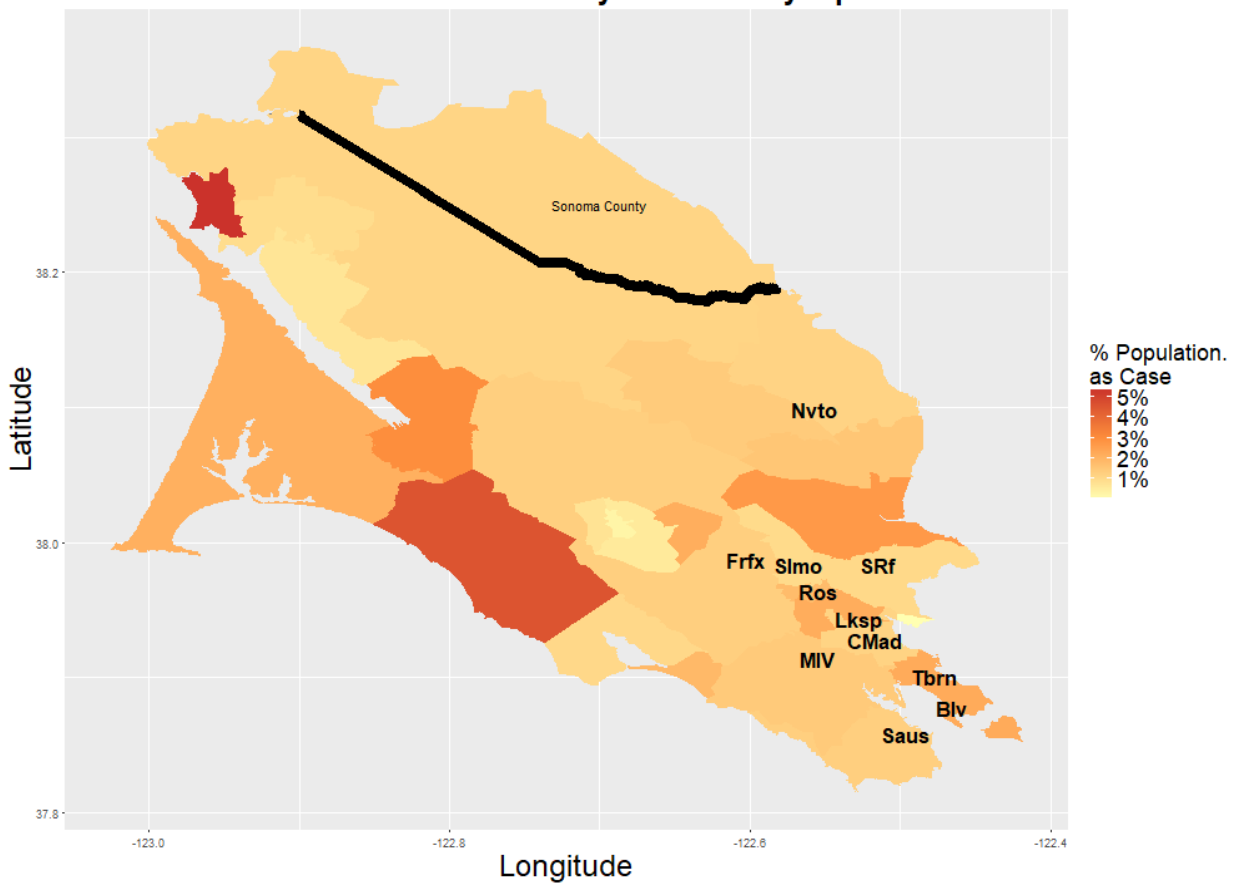 Sonoma County
38.2
Nvto
38.0
Frfx
Slmo
SRf
Ros
Lksp
CMad
MlV
Tbrn
Blv
Saus
37.8
-123.0
-122.8
-122.6
-122.4
Longitude
Latitude
% Population.
as Case
5%
4%
3%
2%
1%